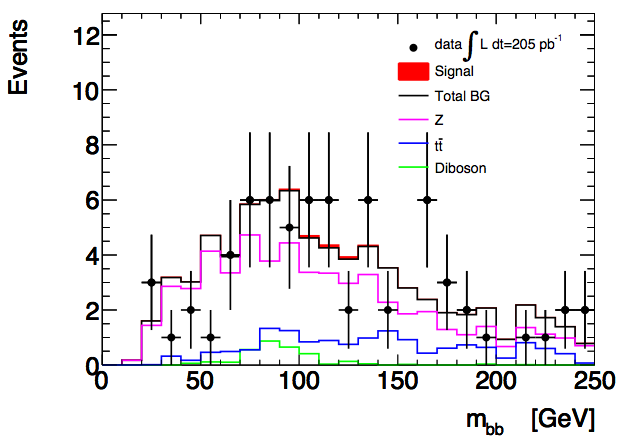 Events
12
10
8
6
4
2
0
0 50 100 150 200 250
m_bb [GeV]
data ∫ L dt=205 pb⁻¹
Signal
Total BG
Z
tt̄
Diboson